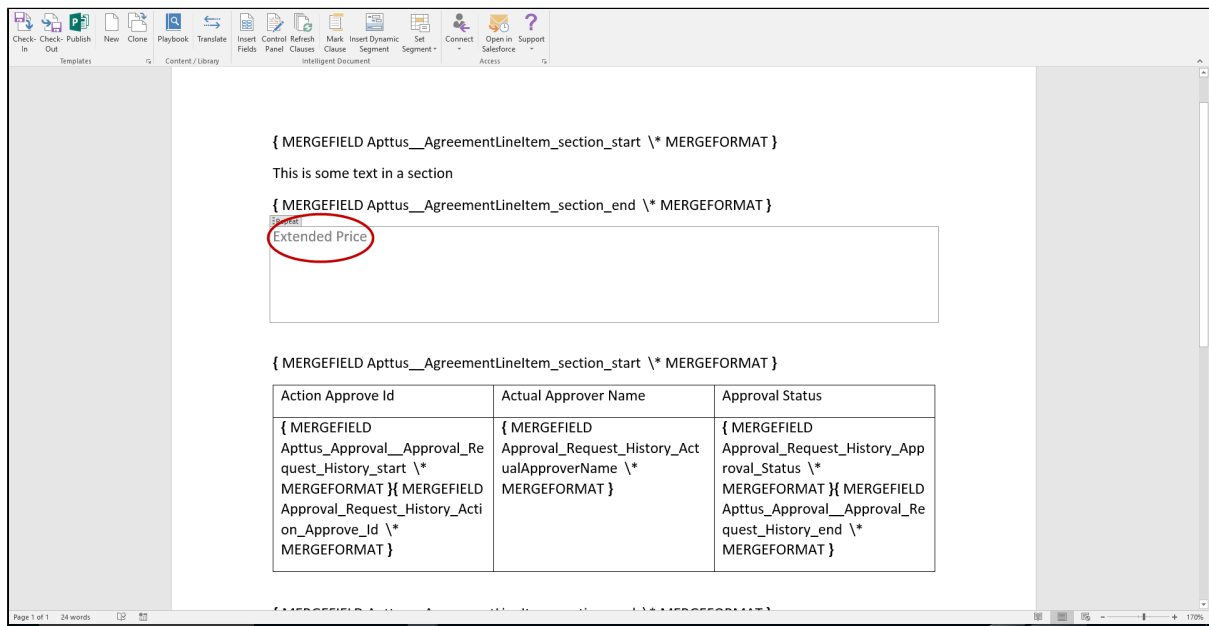 Check- Check- Publish New Clone Playbook Translate Insert Control Refresh Mark Insert Dynamic Set Connect Open in Support
In Out Fields Panel Clauses Clause Segment Segment Salesforce
Templates Content / Library Intelligent Document Access
{ MERGEFIELD Apttus__AgreementLineItem_section_start \* MERGEFORMAT }
This is some text in a section
{ MERGEFIELD Apttus__AgreementLineItem_section_end \* MERGEFORMAT }
Repeat
Extended Price
{ MERGEFIELD Apttus__AgreementLineItem_section_start \* MERGEFORMAT }
Action Approve Id Actual Approver Name Approval Status
{ MERGEFIELD
Apttus_Approval__Approval_Re
quest_History_start \*
MERGEFORMAT }{ MERGEFIELD
Approval_Request_History_Acti
on_Approve_Id \*
MERGEFORMAT }
{ MERGEFIELD
Approval_Request_History_Act
ualApproverName \*
MERGEFORMAT }
{ MERGEFIELD
Approval_Request_History_App
roval_Status \*
MERGEFORMAT }{ MERGEFIELD
Apttus_Approval__Approval_Re
quest_History_end \*
MERGEFORMAT }
Page 1 of 1 24 words 170%